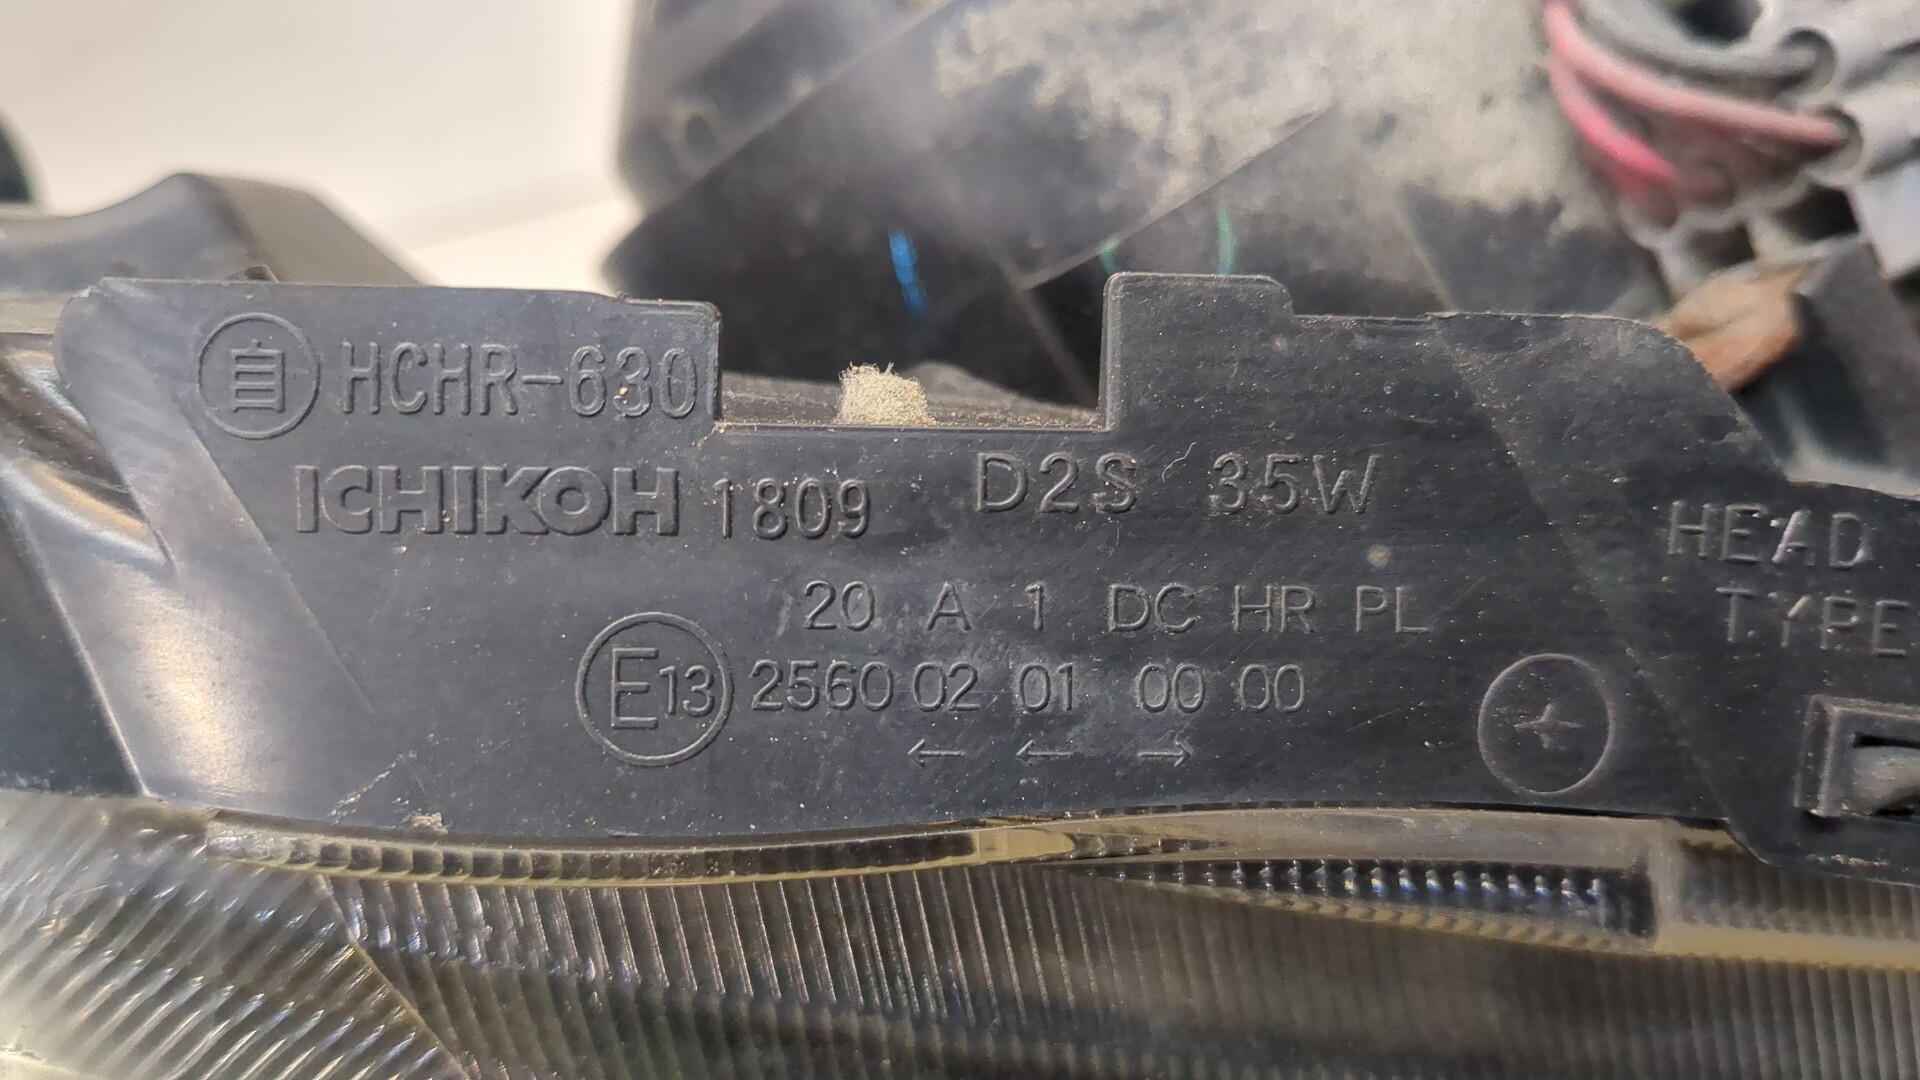 自 HCHR-630
ICHIKOH 1809 D2S 35W
HEAD
TYPE
20 A 1 DC HR PL
E13 2560 02 01 00 00
← ← →